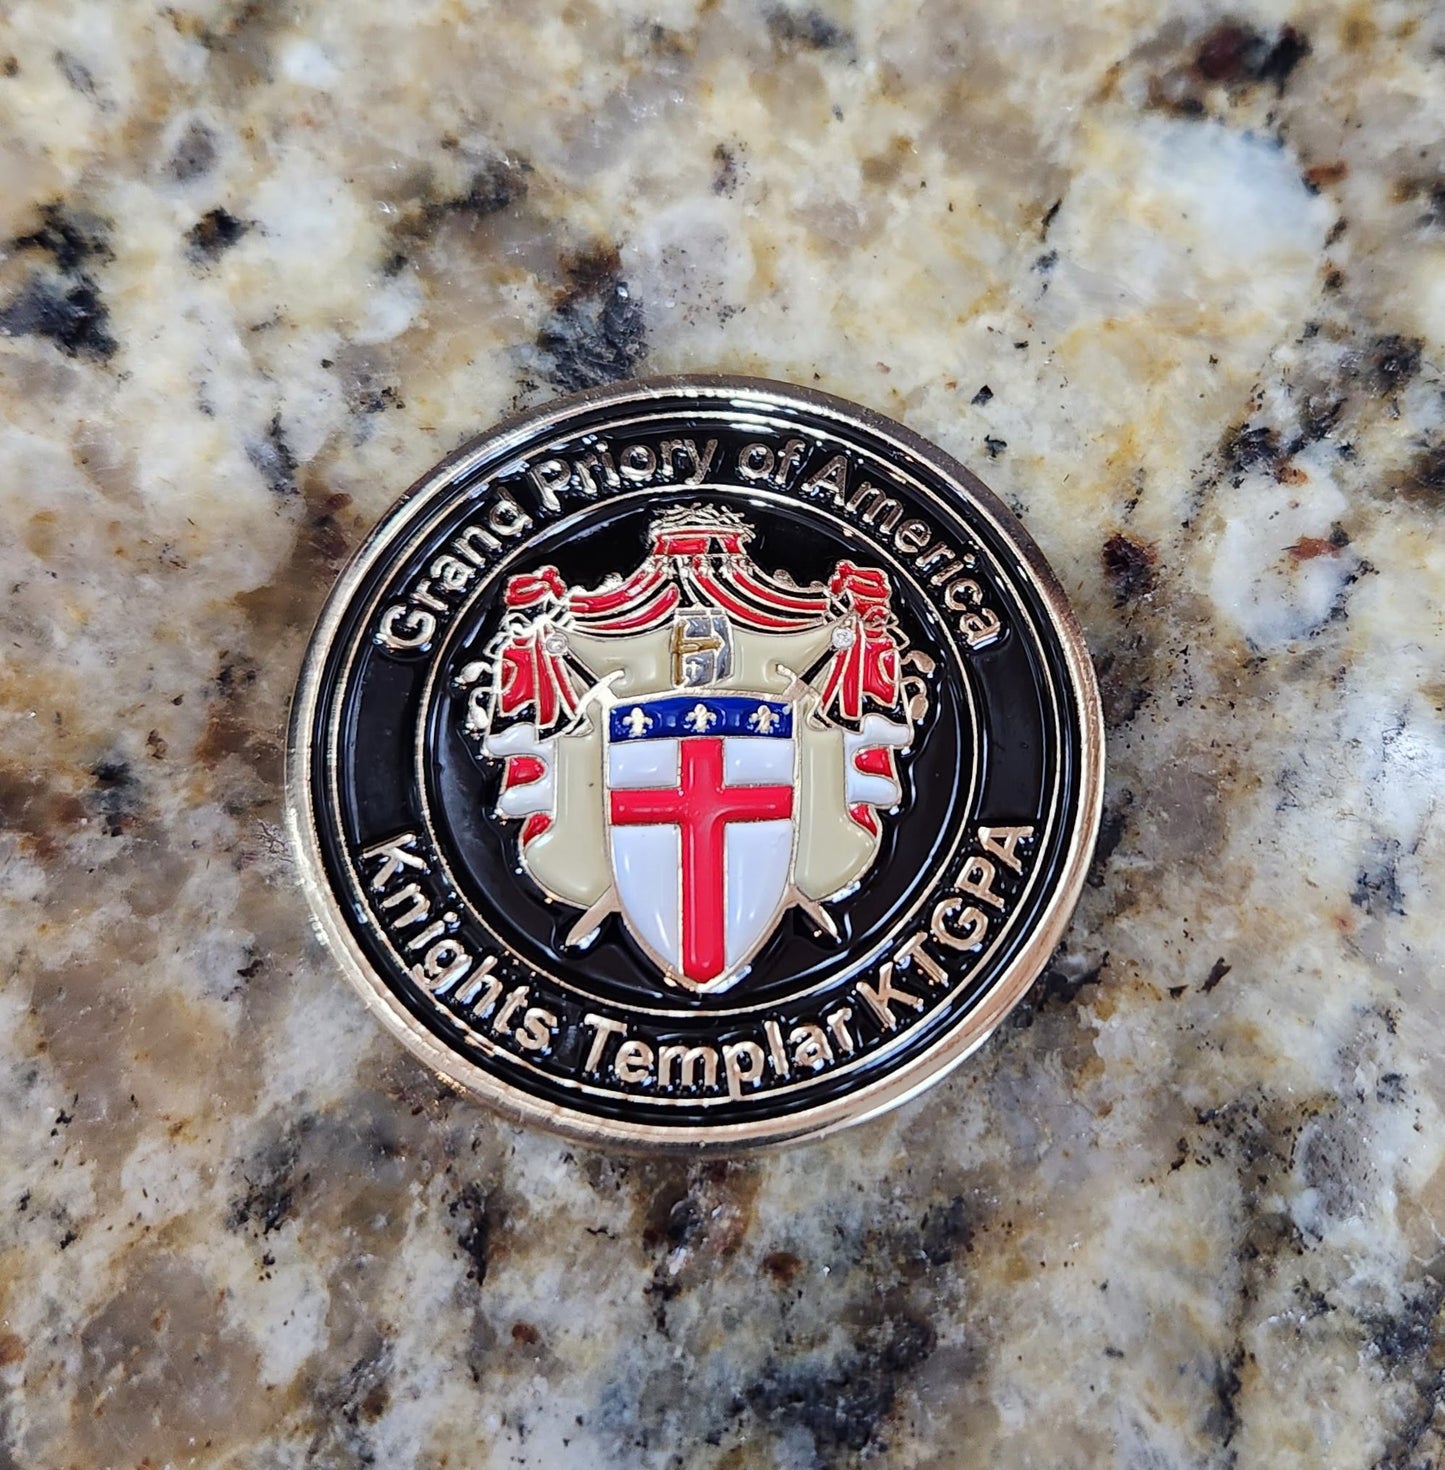 Grand Priory of America
Knights Templar KTGPA